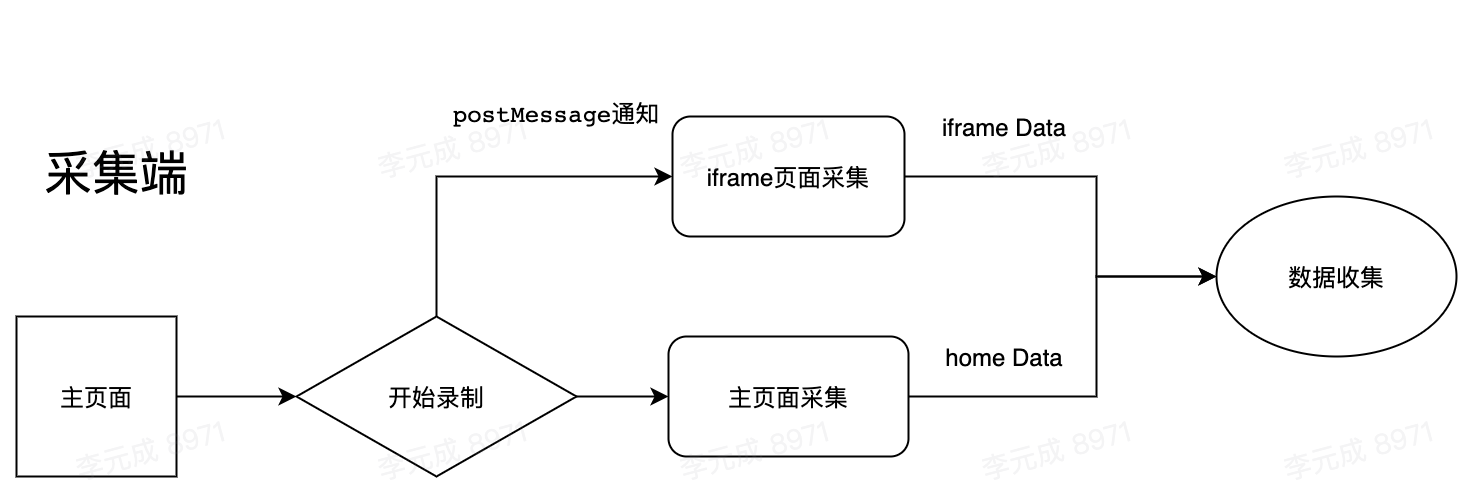 postMessage通知
iframe Data
采集端
iframe页面采集
数据收集
home Data
主页面
开始录制
主页面采集
李元成 8971
李元成 8971
李元成 8971
李元成 8971
李元成 8971
李元成 8971
李元成 8971
李元成 8971
李元成 8971
李元成 8971